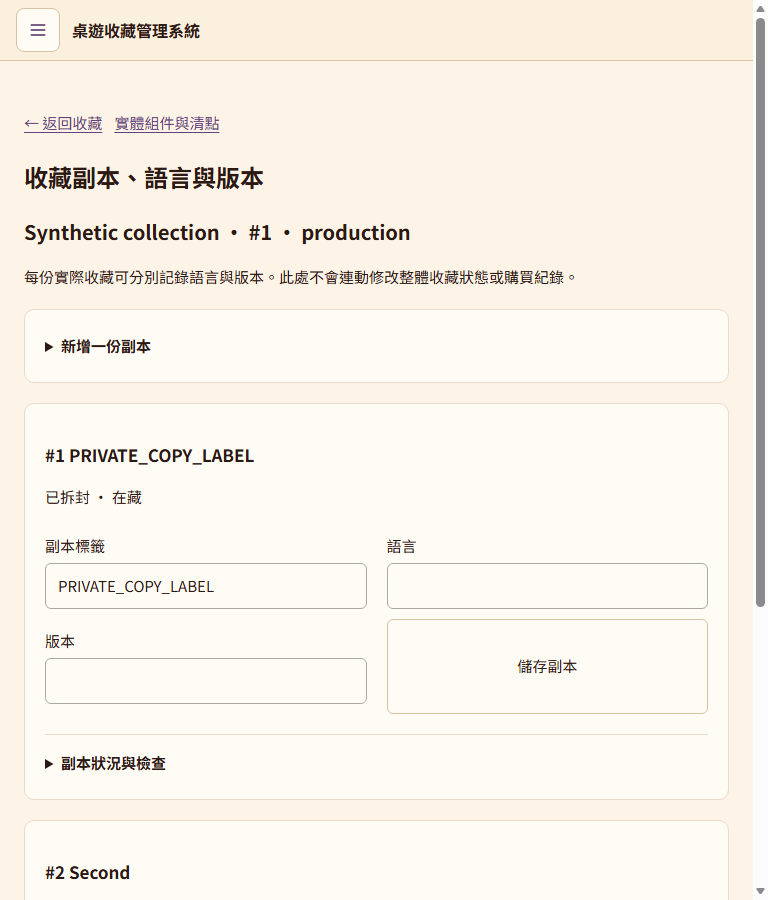 桌遊收藏管理系統
← 返回收藏 實體組件與清點
收藏副本、語言與版本
Synthetic collection · #1 · production
每份實際收藏可分別記錄語言與版本。此處不會連動修改整體收藏狀態或購買紀錄。
▶ 新增一份副本
#1 PRIVATE_COPY_LABEL
已拆封 · 在藏
副本標籤
語言
PRIVATE_COPY_LABEL
版本
儲存副本
▶ 副本狀況與檢查
#2 Second